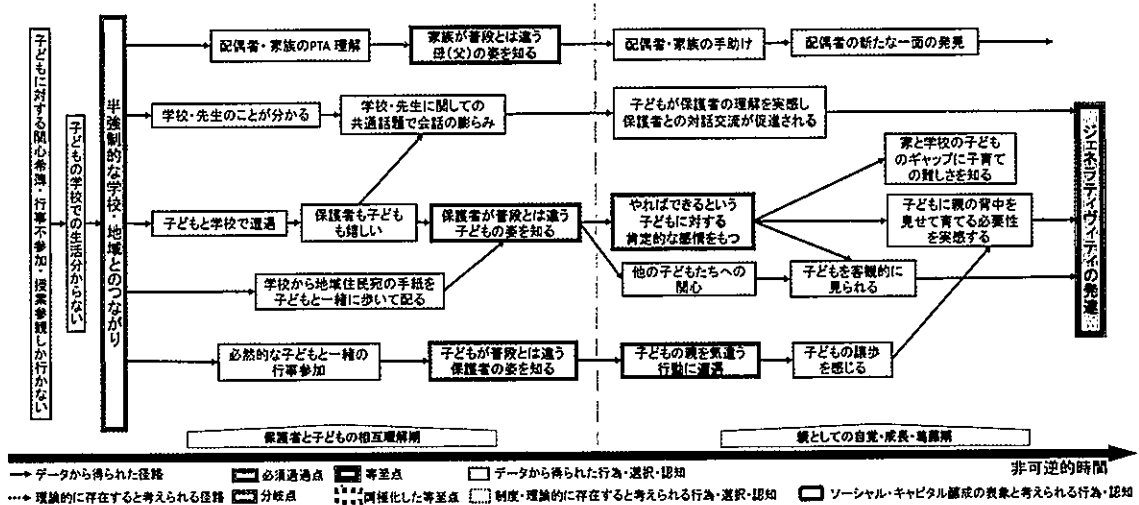 子どもに対する関心希薄・行事不参加・授業参観しか行かない
子どもの学校での生活分からない
半強制的な学校・地域とのつながり
配偶者・家族のPTA理解
家族が普段とは違う
母(父)の姿を知る
配偶者・家族の手助け
配偶者の新たな一面の発見
学校・先生のことが分かる
学校・先生に関しての
共通話題で会話の膨らみ
子どもが保護者の理解を実感し
保護者との対話交流が促進される
子どもと学校で遭遇
保護者も子ども
も嬉しい
保護者が普段とは違う
子どもの姿を知る
やればできるという
子どもに対する
肯定的な感情をもつ
家と学校の子ども
のギャップに子育て
の難しさを知る
子どもに親の背中を
見せて育てる必要性
を実感する
学校から地域住民宛の手紙を
子どもと一緒に歩いて配る
他の子どもたちへの
関心
子どもを客観的に
見られる
必然的な子どもと一緒の
行事参加
子どもが普段とは違う
保護者の姿を知る
子どもの親を気遣う
行動に遭遇
子どもの譲歩
を感じる
ジェネラティヴィティの発達
保護者と子どもの相互理解期
親としての自覚・成長・葛藤期
非可逆的時間
データから得られた径路
必須通過点
等至点
データから得られた行為・選択・認知
理論的に存在すると考えられる径路
分岐点
両極化した等至点
制度・理論的に存在すると考えられる行為・選択・認知
ソーシャル・キャピタル醸成の表象と考えられる行為・認知